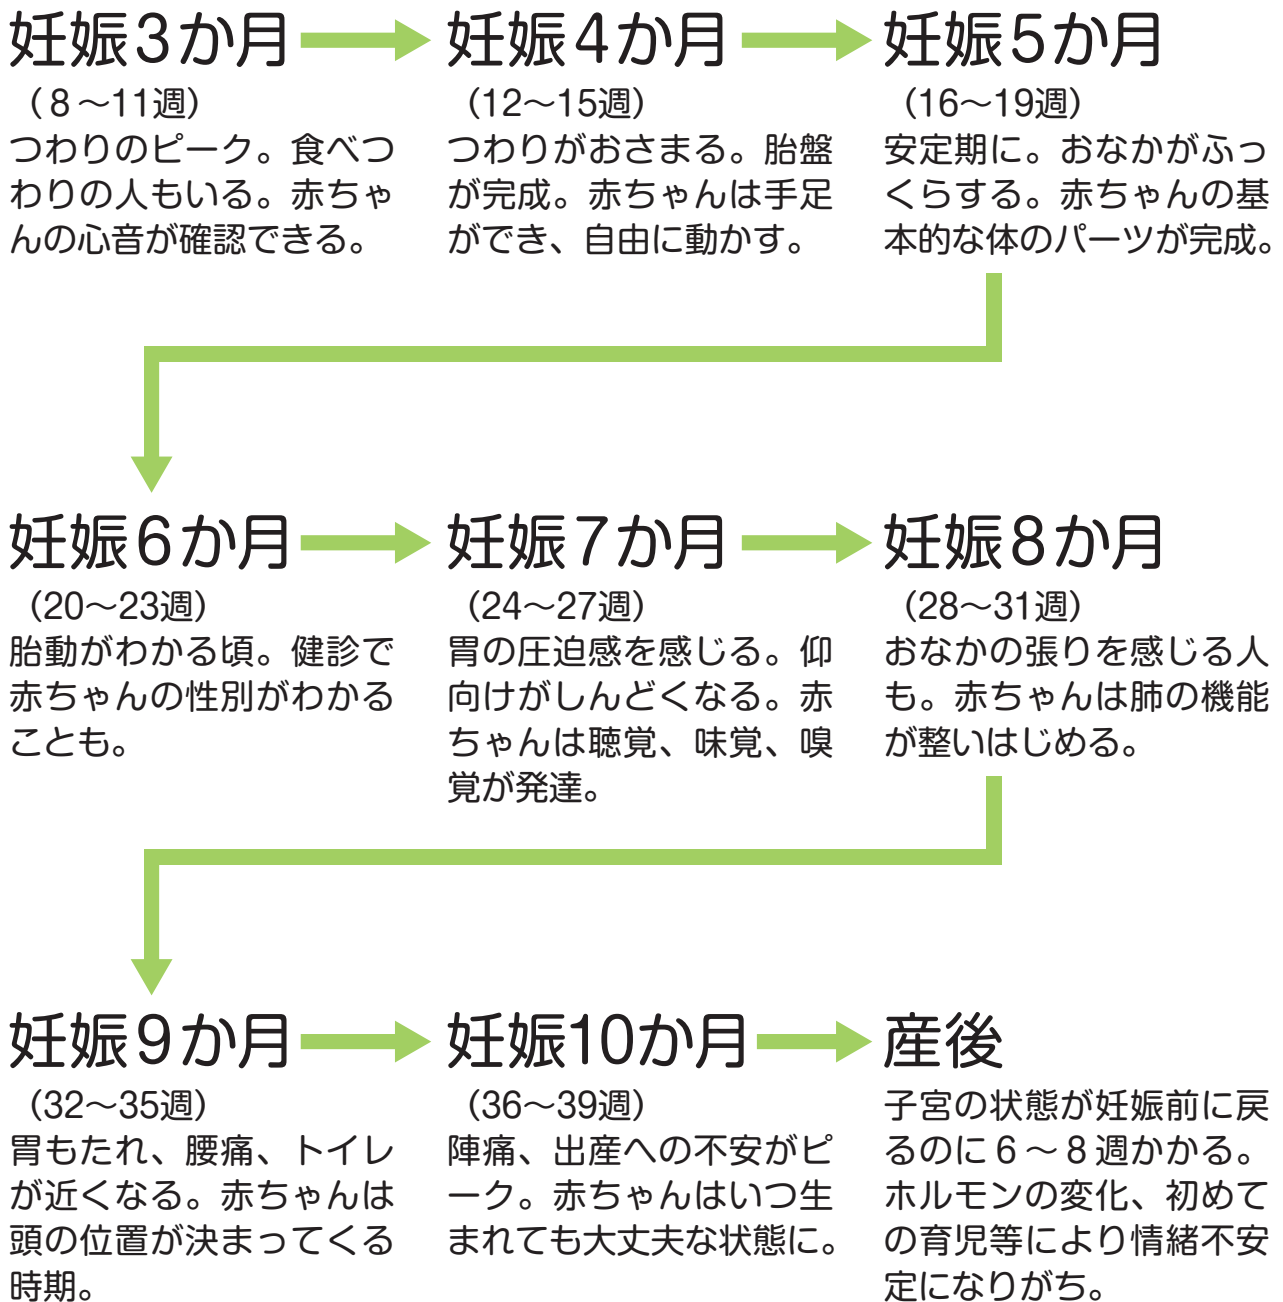 妊娠3か月
(8〜11週)
つわりのピーク。食べつ
わりの人もいる。赤ちゃ
んの心音が確認できる。
妊娠4か月
(12〜15週)
つわりがおさまる。胎盤
が完成。赤ちゃんは手足
ができ、自由に動かす。
妊娠5か月
(16〜19週)
安定期に。おなかがふっ
くらする。赤ちゃんの基
本的な体のパーツが完成。
妊娠6か月
(20〜23週)
胎動がわかる頃。健診で
赤ちゃんの性別がわかる
ことも。
妊娠7か月
(24〜27週)
胃の圧迫感を感じる。仰
向けがしんどくなる。赤
ちゃんは聴覚、味覚、嗅
覚が発達。
妊娠8か月
(28〜31週)
おなかの張りを感じる人
も。赤ちゃんは肺の機能
が整いはじめる。
妊娠9か月
(32〜35週)
胃もたれ、腰痛、トイレ
が近くなる。赤ちゃんは
頭の位置が決まってくる
時期。
妊娠10か月
(36〜39週)
陣痛、出産への不安がピ
ーク。赤ちゃんはいつ生
まれても大丈夫な状態に。
産後
子宮の状態が妊娠前に戻
るのに6〜8週かかる。
ホルモンの変化、初めて
の育児等により情緒不安
定になりがち。